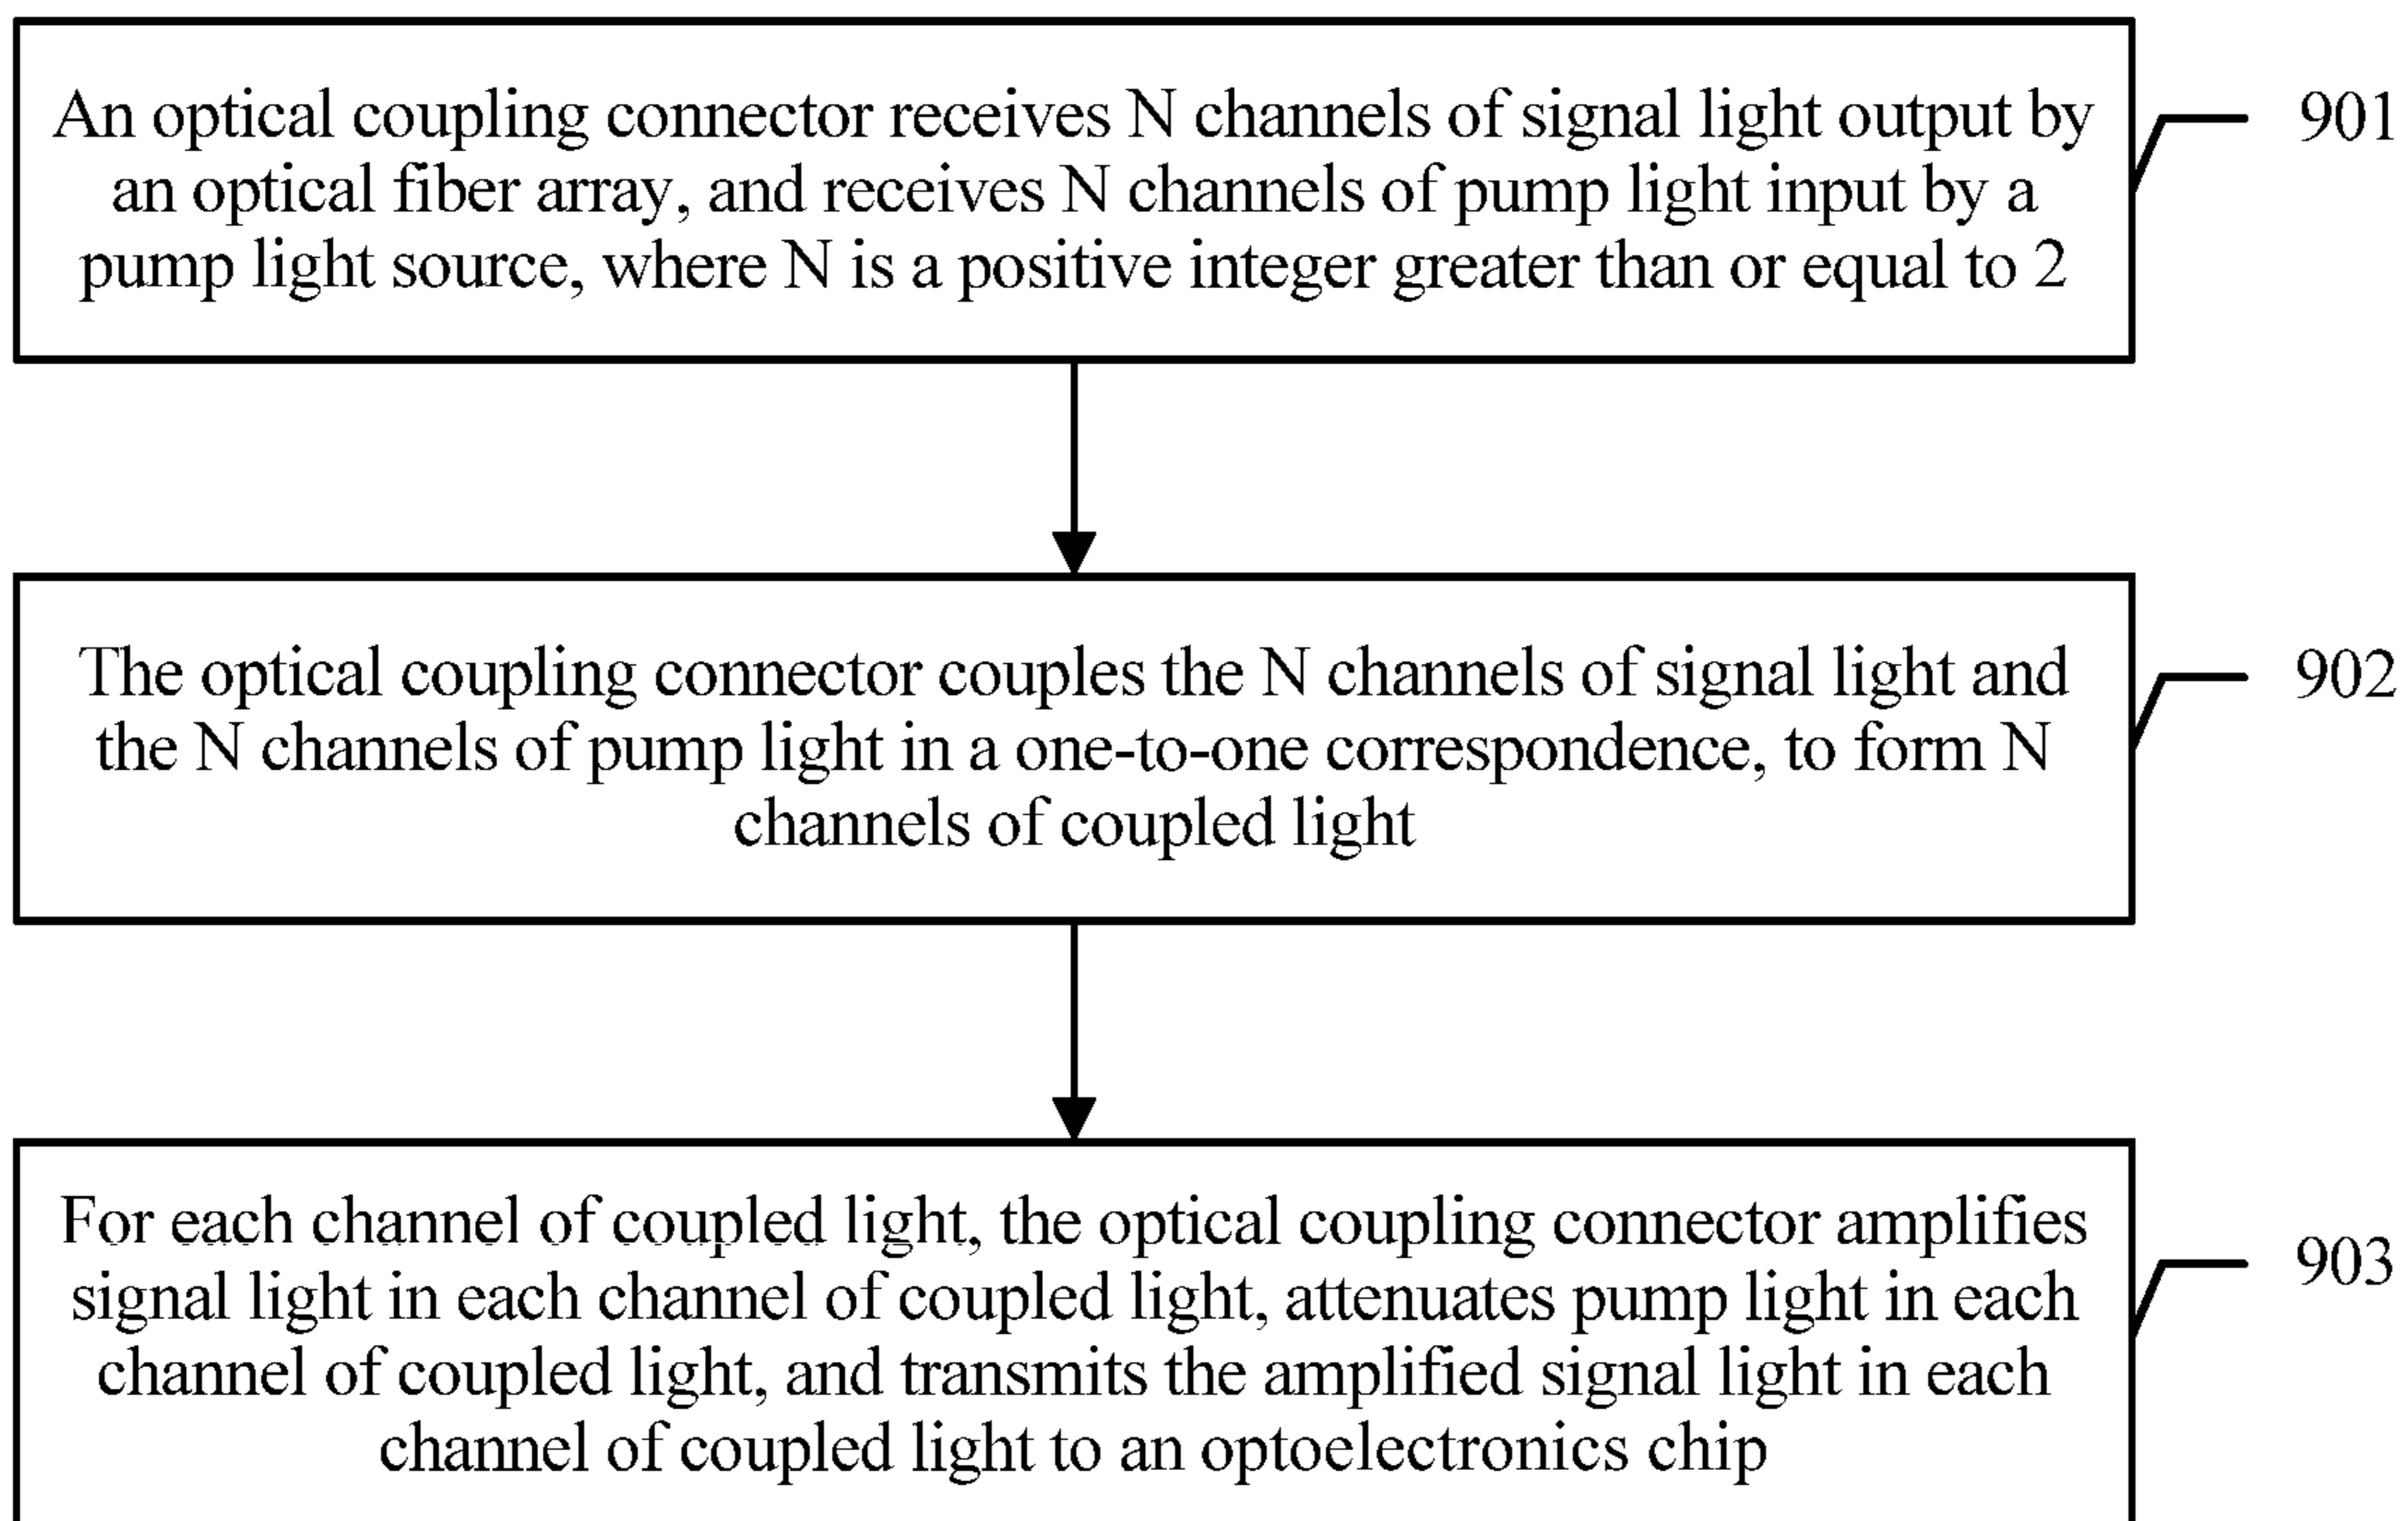 An optical coupling connector receives N channels of signal light output by
an optical fiber array, and receives N channels of pump light input by a
pump light source, where N is a positive integer greater than or equal to 2
901
The optical coupling connector couples the N channels of signal light and
the N channels of pump light in a one-to-one correspondence, to form N
channels of coupled light
902
For each channel of coupled light, the optical coupling connector amplifies
signal light in each channel of coupled light, attenuates pump light in each
channel of coupled light, and transmits the amplified signal light in each
channel of coupled light to an optoelectronics chip
903